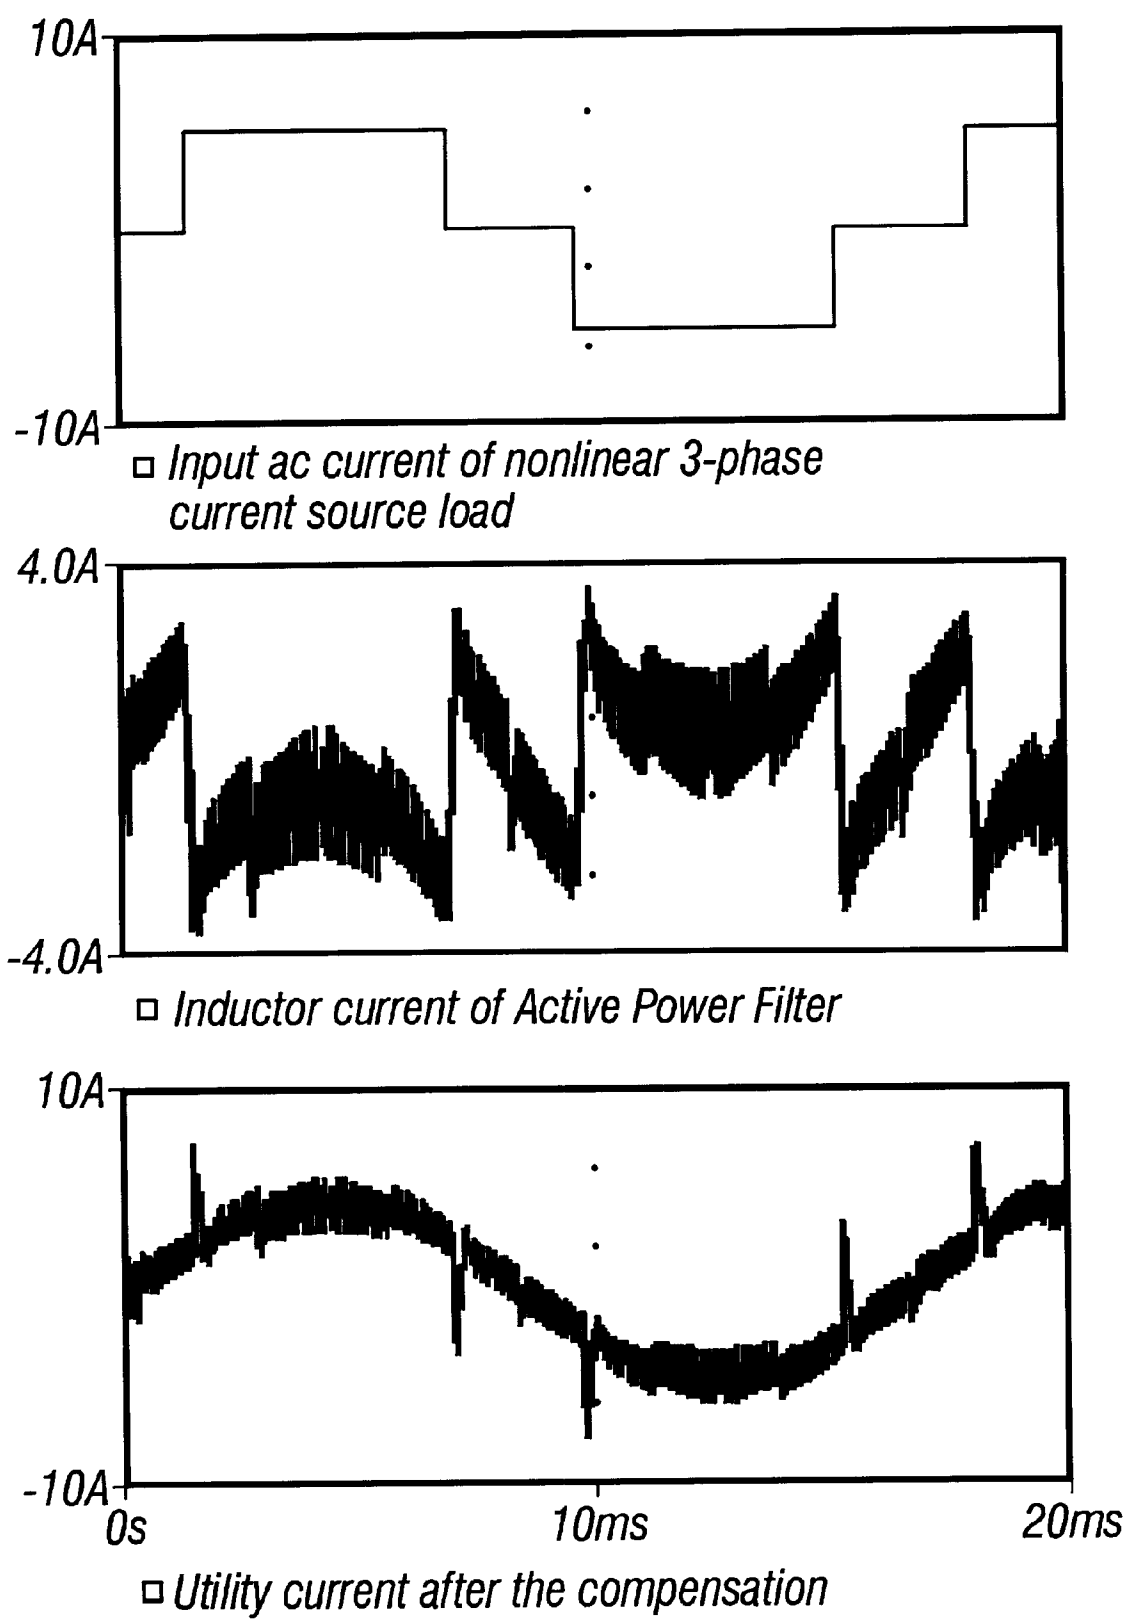 10A
-10A
□ Input ac current of nonlinear 3-phase
current source load
4.0A
-4.0A
□ Inductor current of Active Power Filter
10A
-10A
0s 10ms 20ms
□ Utility current after the compensation